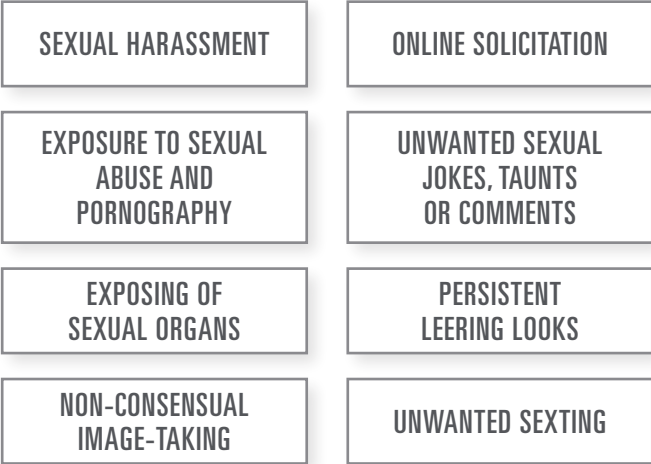 SEXUAL HARASSMENT
ONLINE SOLICITATION
EXPOSURE TO SEXUAL
ABUSE AND
PORNOGRAPHY
UNWANTED SEXUAL
JOKES, TAUNTS
OR COMMENTS
EXPOSING OF
SEXUAL ORGANS
PERSISTENT
LEERING LOOKS
NON-CONSENSUAL
IMAGE-TAKING
UNWANTED SEXTING